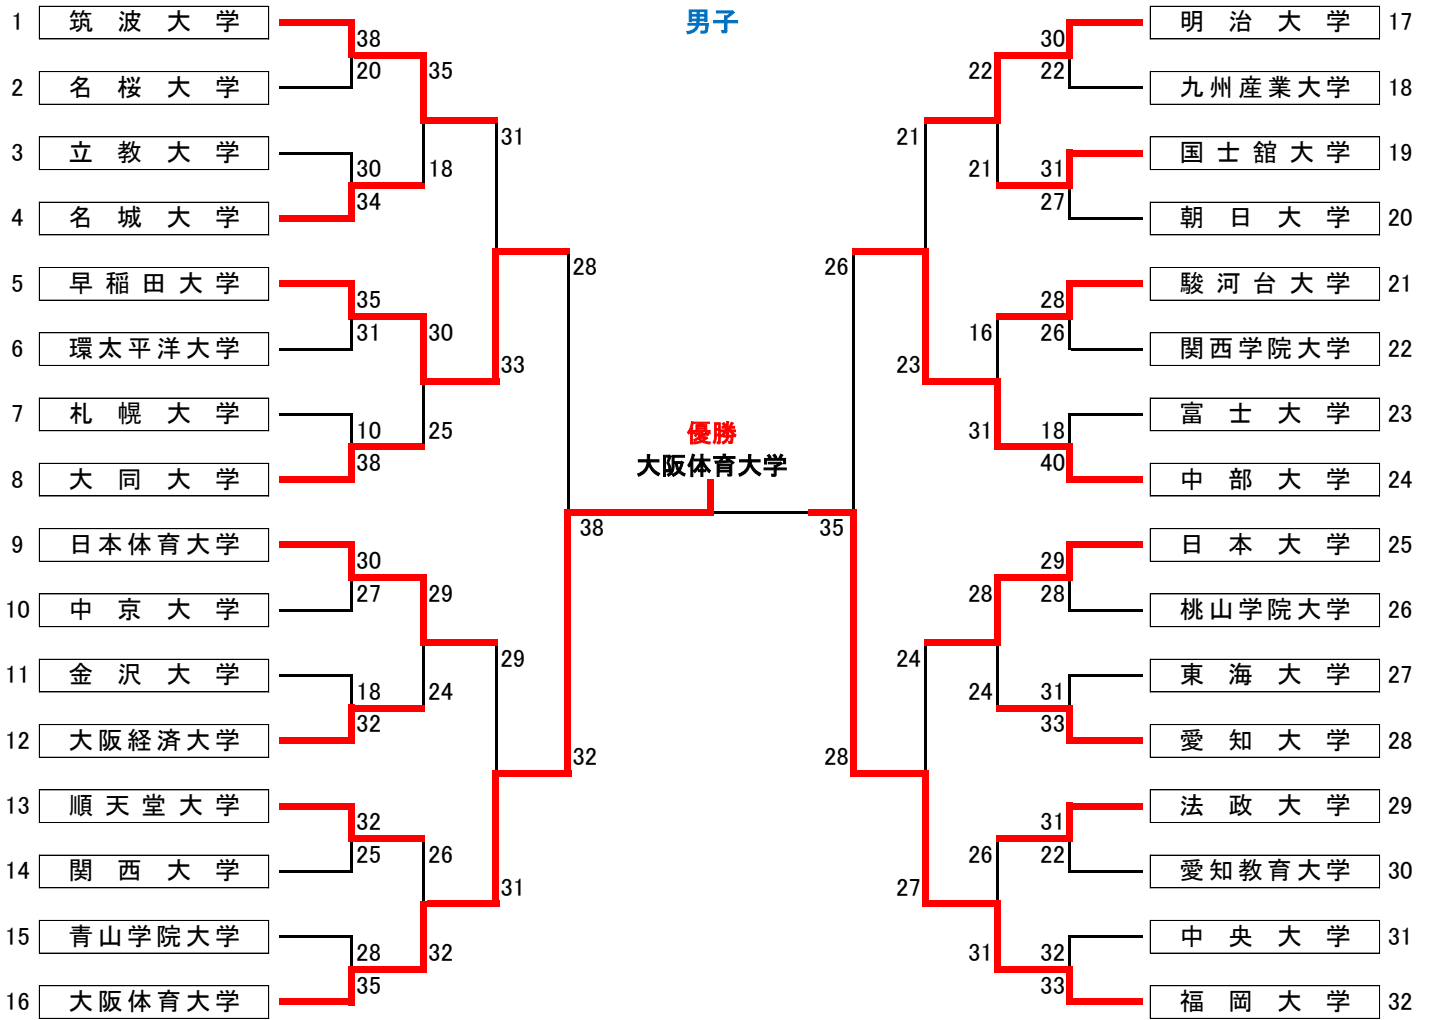 男子
1 筑波大学
38
20
2 名桜大学
35
3 立教大学
30
34
18
4 名城大学
31
5 早稲田大学
35
31
6 環太平洋大学
30
33
7 札幌大学
10
38
25
8 大同大学
28
9 日本体育大学
30
27
10 中京大学
29
11 金沢大学
18
32
24
12 大阪経済大学
29
32
13 順天堂大学
32
25
14 関西大学
26
31
15 青山学院大学
28
35
32
16 大阪体育大学
優勝
大阪体育大学
38
35
明治大学 17
30
22
九州産業大学 18
22
21
国士舘大学 19
31
27
21
朝日大学 20
26
駿河台大学 21
28
26
16
関西学院大学 22
23
富士大学 23
18
40
31
中部大学 24
日本大学 25
29
28
28
桃山学院大学 26
24
東海大学 27
31
33
24
愛知大学 28
28
法政大学 29
31
22
26
愛知教育大学 30
27
中央大学 31
32
33
31
福岡大学 32